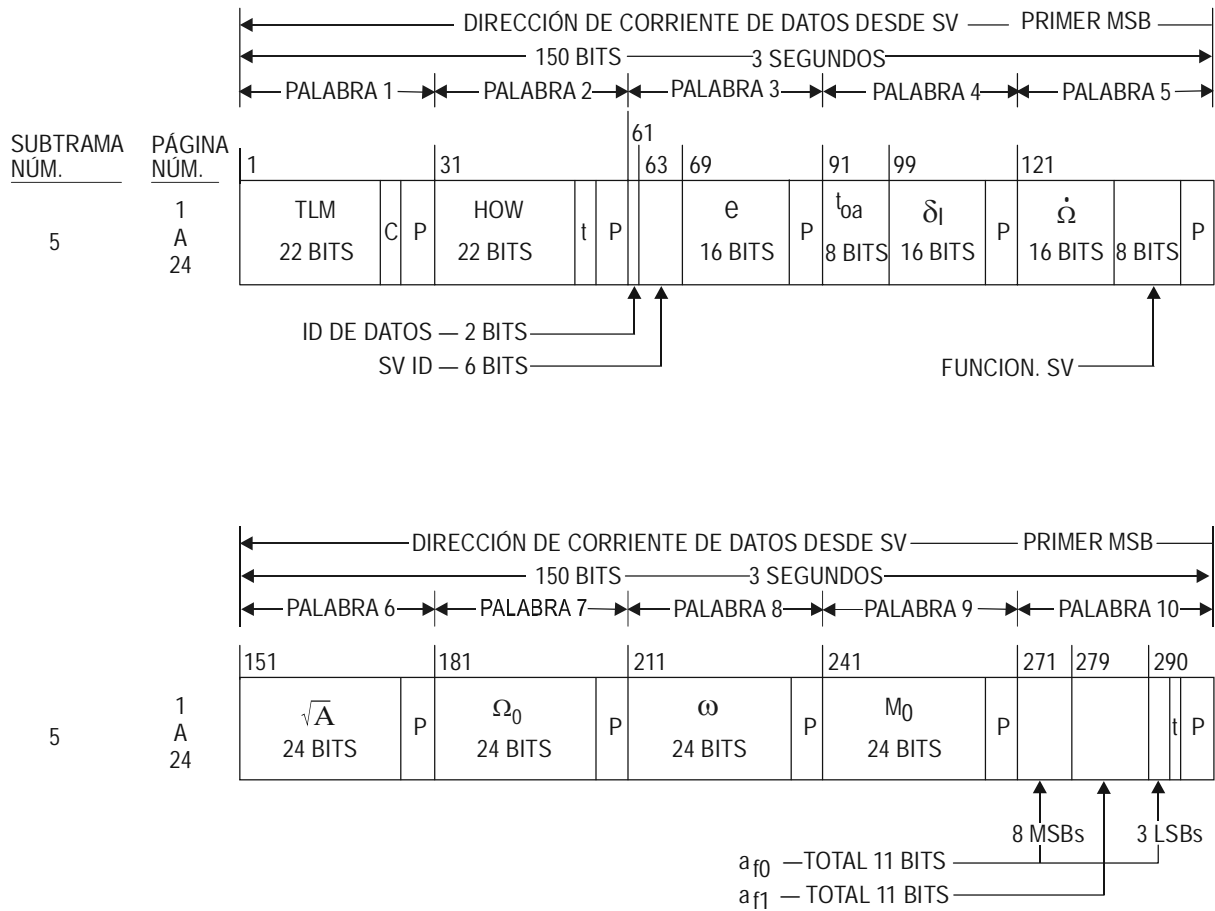 DIRECCIÓN DE CORRIENTE DE DATOS DESDE SV PRIMER MSB
150 BITS 3 SEGUNDOS
PALABRA 1 PALABRA 2 PALABRA 3 PALABRA 4 PALABRA 5
SUBTRAMA NÚM. PÁGINA NÚM.
1 31 61 63 69 91 99 121
5
1 A 24
TLM 22 BITS C P HOW 22 BITS t P e 16 BITS P toa 8 BITS δI 16 BITS P Ω̇ 16 BITS 8 BITS P
ID DE DATOS — 2 BITS
SV ID — 6 BITS
FUNCION. SV
DIRECCIÓN DE CORRIENTE DE DATOS DESDE SV PRIMER MSB
150 BITS 3 SEGUNDOS
PALABRA 6 PALABRA 7 PALABRA 8 PALABRA 9 PALABRA 10
151 181 211 241 271 279 290
5
1 A 24
√A 24 BITS P Ω0 24 BITS P ω 24 BITS P M0 24 BITS P t P
8 MSBs 3 LSBs
af0 —TOTAL 11 BITS
af1 — TOTAL 11 BITS